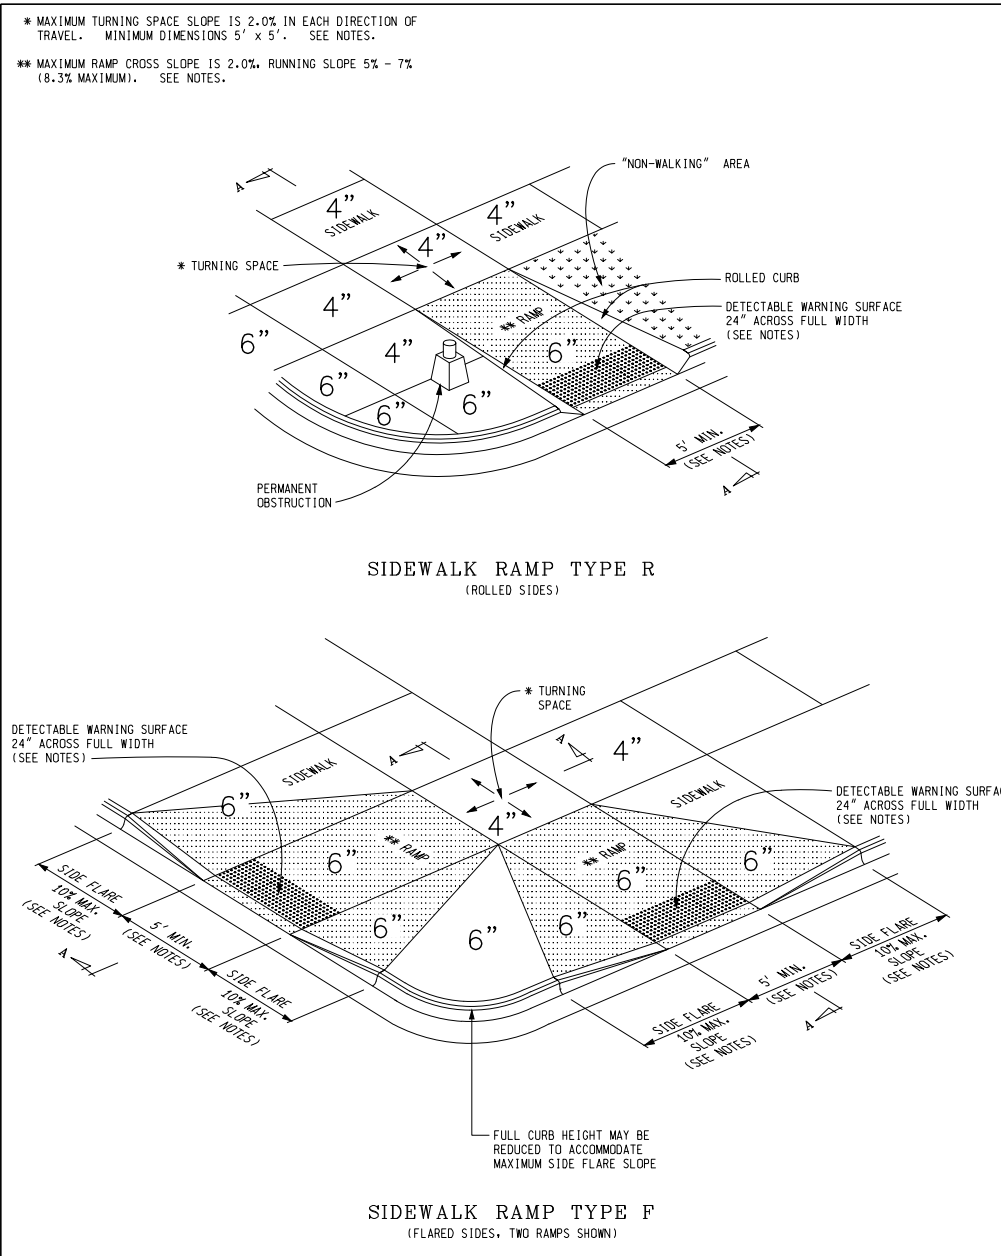 * MAXIMUM TURNING SPACE SLOPE IS 2.0% IN EACH DIRECTION OF
TRAVEL. MINIMUM DIMENSIONS 5' x 5'. SEE NOTES.
** MAXIMUM RAMP CROSS SLOPE IS 2.0%, RUNNING SLOPE 5% - 7%
(8.3% MAXIMUM). SEE NOTES.
"NON-WALKING" AREA
A
4"
SIDEWALK
4"
SIDEWALK
4"
* TURNING SPACE
ROLLED CURB
4"
DETECTABLE WARNING SURFACE
24" ACROSS FULL WIDTH
(SEE NOTES)
** RAMP
6"
4"
6"
6"
6"
6"
5' MIN.
(SEE NOTES)
A
PERMANENT
OBSTRUCTION
SIDEWALK RAMP TYPE R
(ROLLED SIDES)
* TURNING
SPACE
DETECTABLE WARNING SURFACE
24" ACROSS FULL WIDTH
(SEE NOTES)
A
A
4"
SIDEWALK
SIDEWALK
6"
DETECTABLE WARNING SURFAC
24" ACROSS FULL WIDTH
(SEE NOTES)
4"
** RAMP
6"
** RAMP
6"
6"
6"
6"
6"
SIDE FLARE
10% MAX.
SLOPE
(SEE NOTES)
5' MIN.
(SEE NOTES)
SIDE FLARE
10% MAX.
SLOPE
(SEE NOTES)
A
SIDE FLARE
10% MAX.
SLOPE
(SEE NOTES)
5' MIN.
(SEE NOTES)
SIDE FLARE
10% MAX.
SLOPE
(SEE NOTES)
A
FULL CURB HEIGHT MAY BE
REDUCED TO ACCOMMODATE
MAXIMUM SIDE FLARE SLOPE
SIDEWALK RAMP TYPE F
(FLARED SIDES, TWO RAMPS SHOWN)